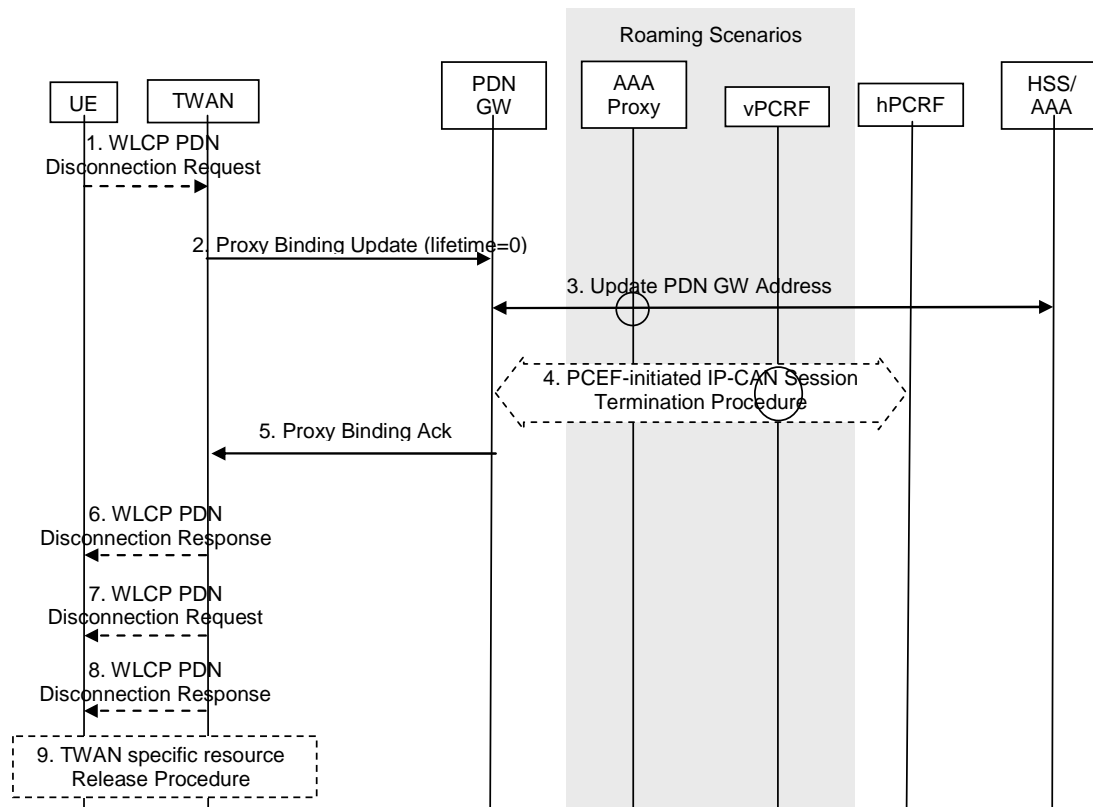 Roaming Scenarios
UE
TWAN
PDN
GW
AAA
Proxy
vPCRF
hPCRF
HSS/
AAA
1. WLCP PDN
Disconnection Request
2. Proxy Binding Update (lifetime=0)
3. Update PDN GW Address
4. PCEF-initiated IP-CAN Session
Termination Procedure
5. Proxy Binding Ack
6. WLCP PDN
Disconnection Response
7. WLCP PDN
Disconnection Request
8. WLCP PDN
Disconnection Response
9. TWAN specific resource
Release Procedure